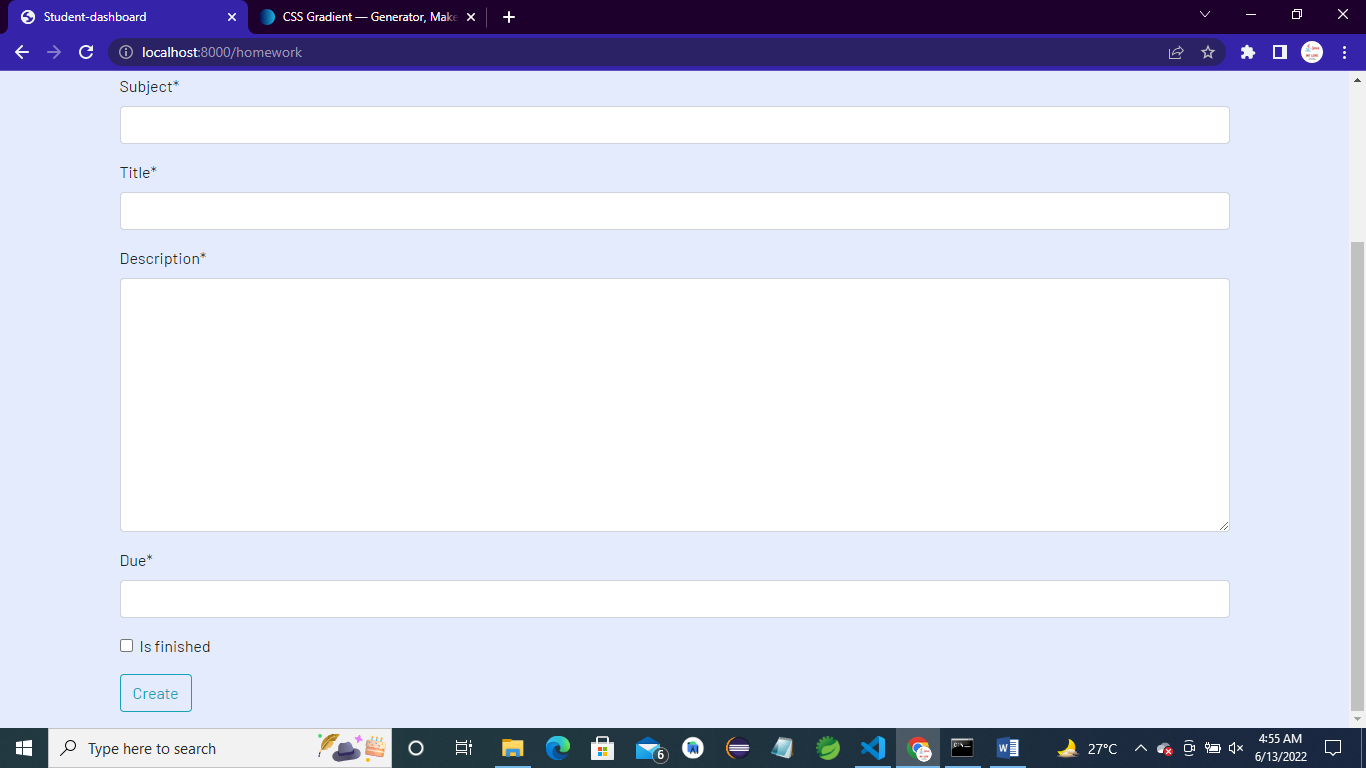 Student-dashboard
CSS Gradient — Generator, Make
localhost:8000/homework
Subject*
Title*
Description*
Due*
Is finished
Create
Type here to search
6
27°C
4:55 AM
6/13/2022